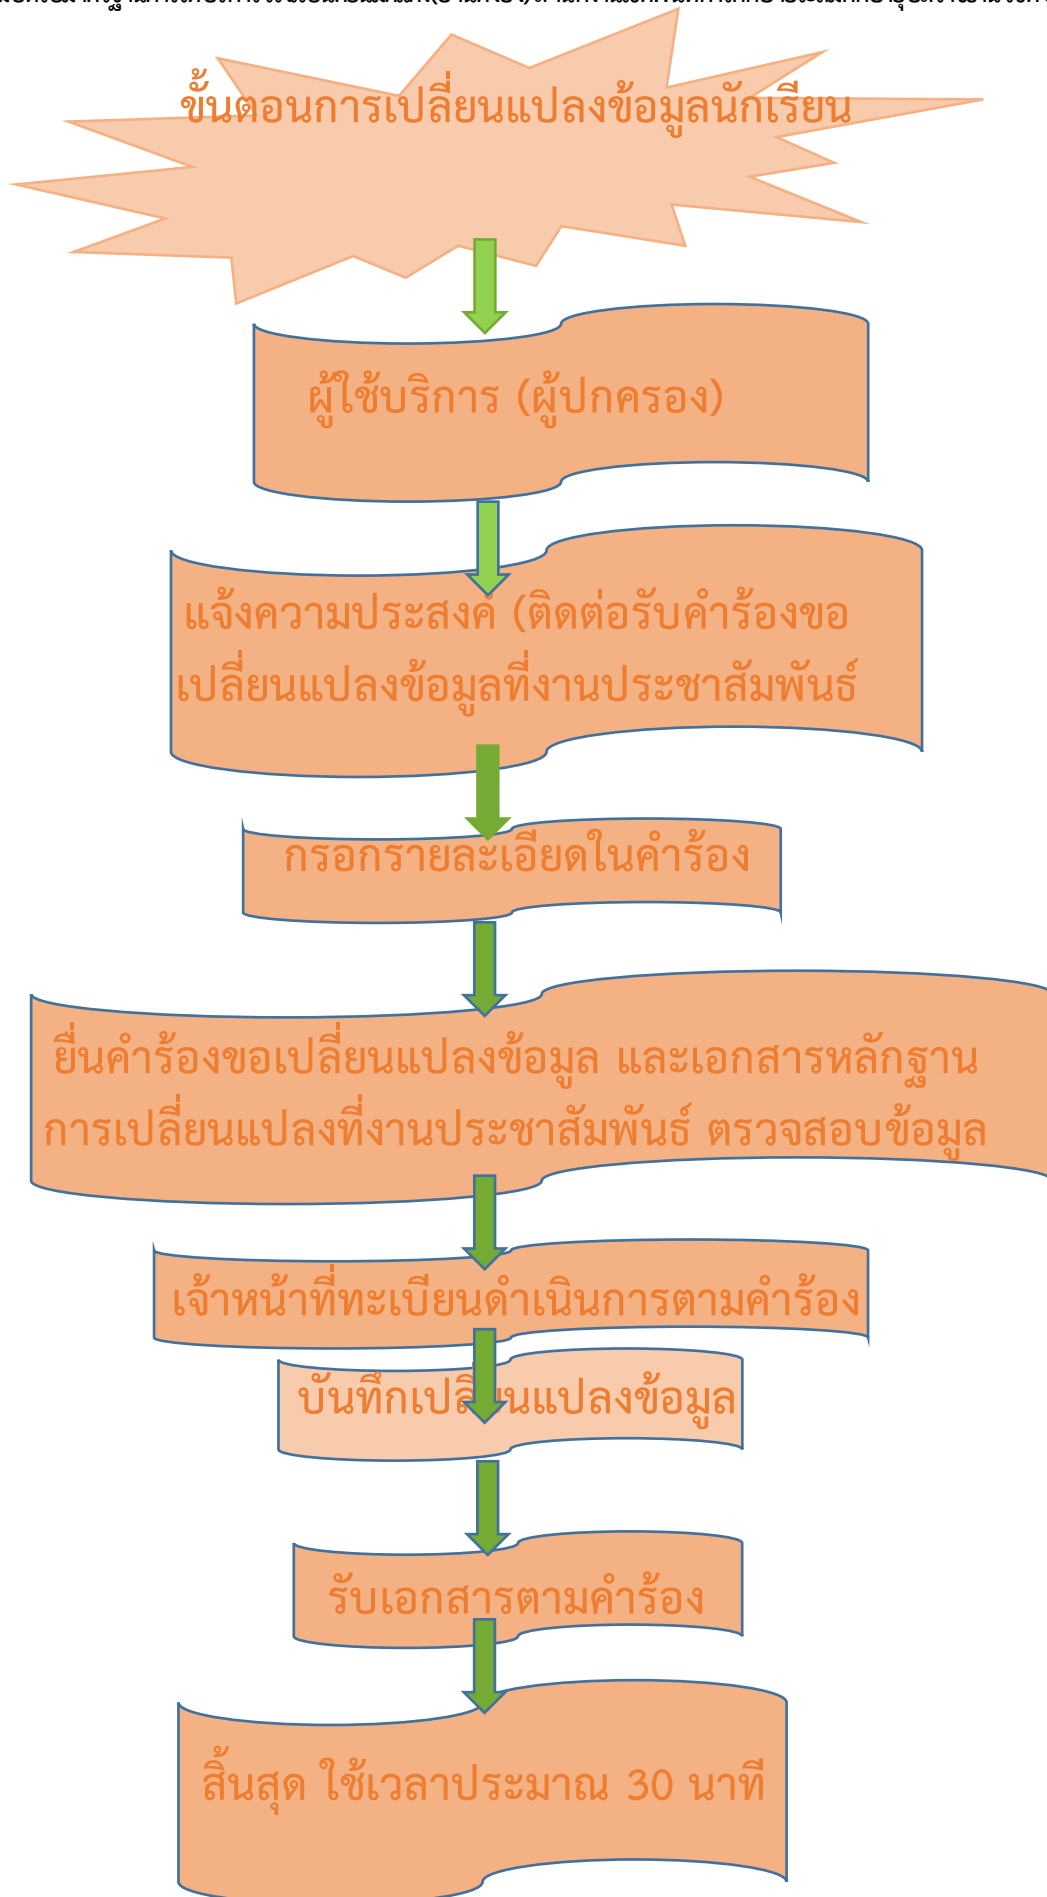 ขั้นตอนการเปลี่ยนแปลงข้อมูลนักเรียน
ผู้ใช้บริการ (ผู้ปกครอง)
แจ้งความประสงค์ (ติดต่อรับคำร้องขอ
เปลี่ยนแปลงข้อมูลที่งานประชาสัมพันธ์
กรอกรายละเอียดในคำร้อง
ยื่นคำร้องขอเปลี่ยนแปลงข้อมูล และเอกสารหลักฐาน
การเปลี่ยนแปลงที่งานประชาสัมพันธ์ ตรวจสอบข้อมูล
เจ้าหน้าที่ทะเบียนดำเนินการตามคำร้อง
บันทึกเปลี่ยนแปลงข้อมูล
รับเอกสารตามคำร้อง
สิ้นสุด ใช้เวลาประมาณ 30 นาที